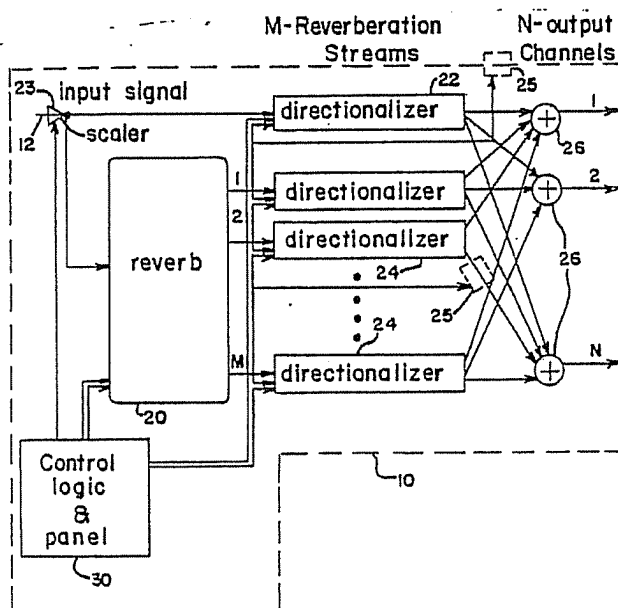 M-Reverberation
Streams
N-output
Channels
23
input signal
22
25
12
scaler
directionalizer
1
26
reverb
1
directionalizer
2
2
directionalizer
24
26
25
24
M
directionalizer
N
20
Control
logic
&
panel
10
30